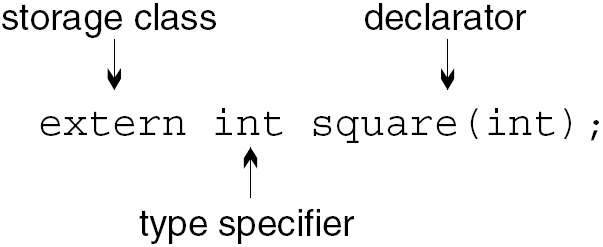 storage class declarator
extern int square(int);
type specifier